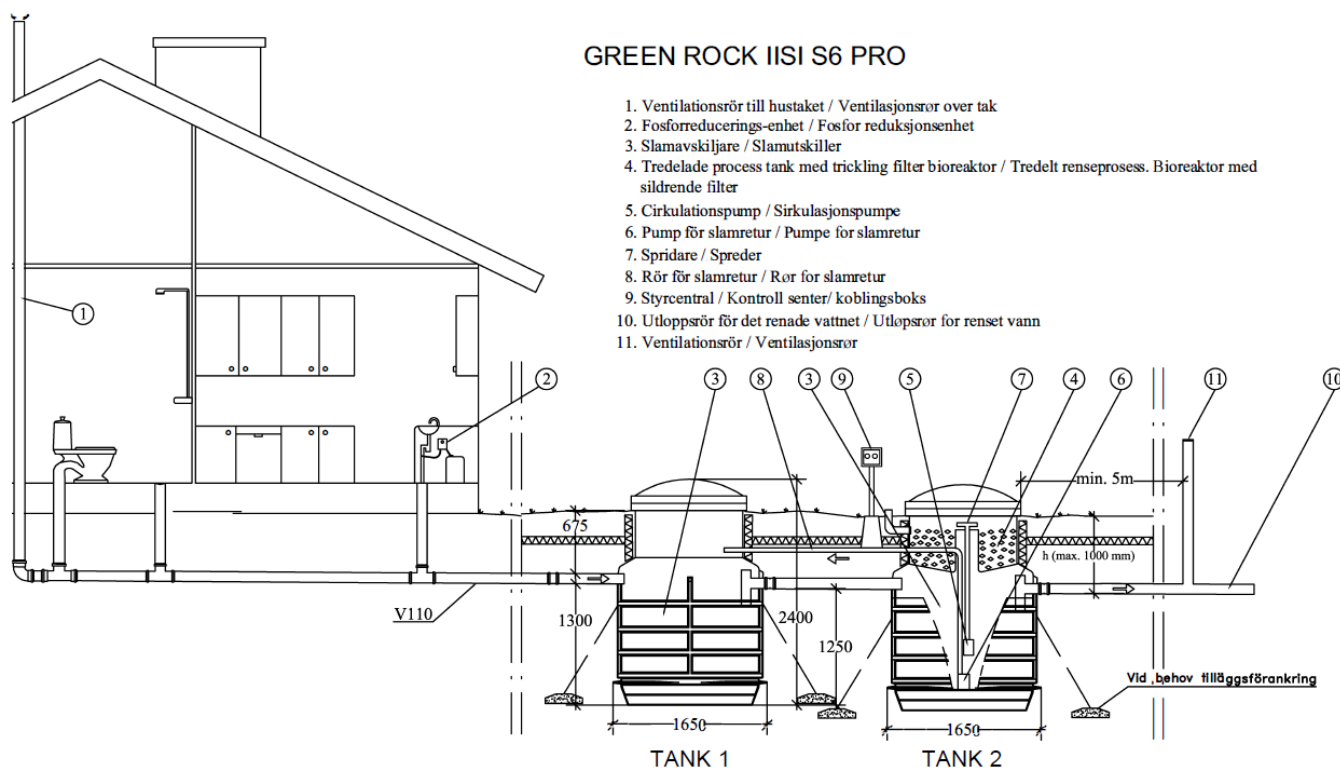 GREEN ROCK IISI S6 PRO
1. Ventilationsrör till hustaket / Ventilasjonsrør over tak
2. Fosforreducerings-enhet / Fosfor reduksjonsenhet
3. Slamavskiljare / Slamutskiller
4. Tredelade process tank med trickling filter bioreaktor / Tredelt renseprosess. Bioreaktor med
sildrende filter
5. Cirkulationspump / Sirkulasjonspumpe
6. Pump för slamretur / Pumpe for slamretur
7. Spridare / Spreder
8. Rör för slamretur / Rør for slamretur
9. Styrcentral / Kontroll senter/ koblingsboks
10. Utloppsrör för det renade vattnet / Utløpsrør for renset vann
11. Ventilationsrör / Ventilasjonsrør
1
2
3
8
3
9
5
7
4
6
11
10
min. 5m
675
h (max. 1000 mm)
V110
1300
2400
1250
Vid behov tilläggsförankring
1650
1650
TANK 1
TANK 2